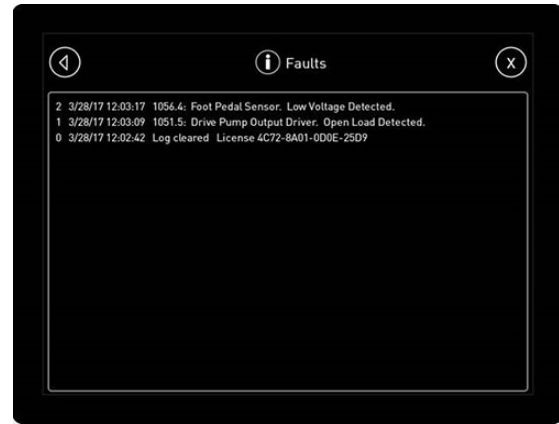 i Faults X
2 3/28/17 12:03:17 1056.4: Foot Pedal Sensor. Low Voltage Detected.
1 3/28/17 12:03:09 1051.5: Drive Pump Output Driver. Open Load Detected.
0 3/28/17 12:02:42 Log cleared License 4C72-8A01-0D0E-25D9